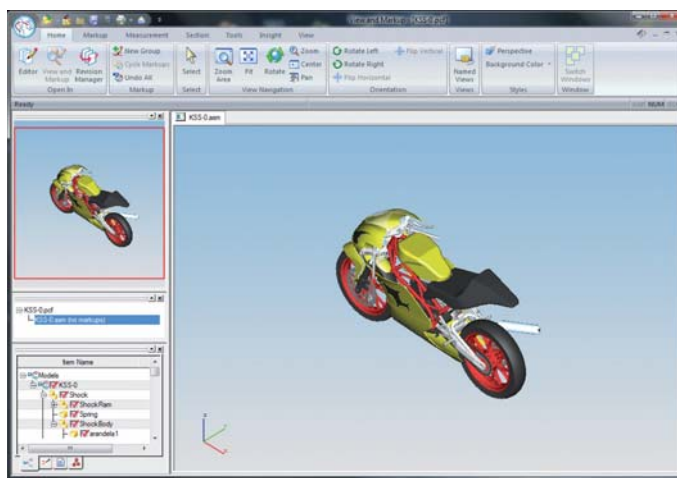 View and Markup - [KSS-0.pcf]
Home Markup Measurement Section Tools Insight View
Editor
View and Markup
Revision Manager
Open In
New Group
Cycle Markups
Undo All
Markup
Select
Select
Zoom Area
Fit
Rotate
Zoom
Center
Pan
View Navigation
Rotate Left
Rotate Right
Flip Horizontal
Flip Vertical
Orientation
Named Views
Views
Perspective
Background Color
Styles
Switch Windows
Window
Ready
NUM
KSS-0.asm
KSS-0.pcf
KSS-0.asm (no markups)
Item Name
Models
KSS-0
Shock
ShockRam
Spring
ShockBody
arandela1